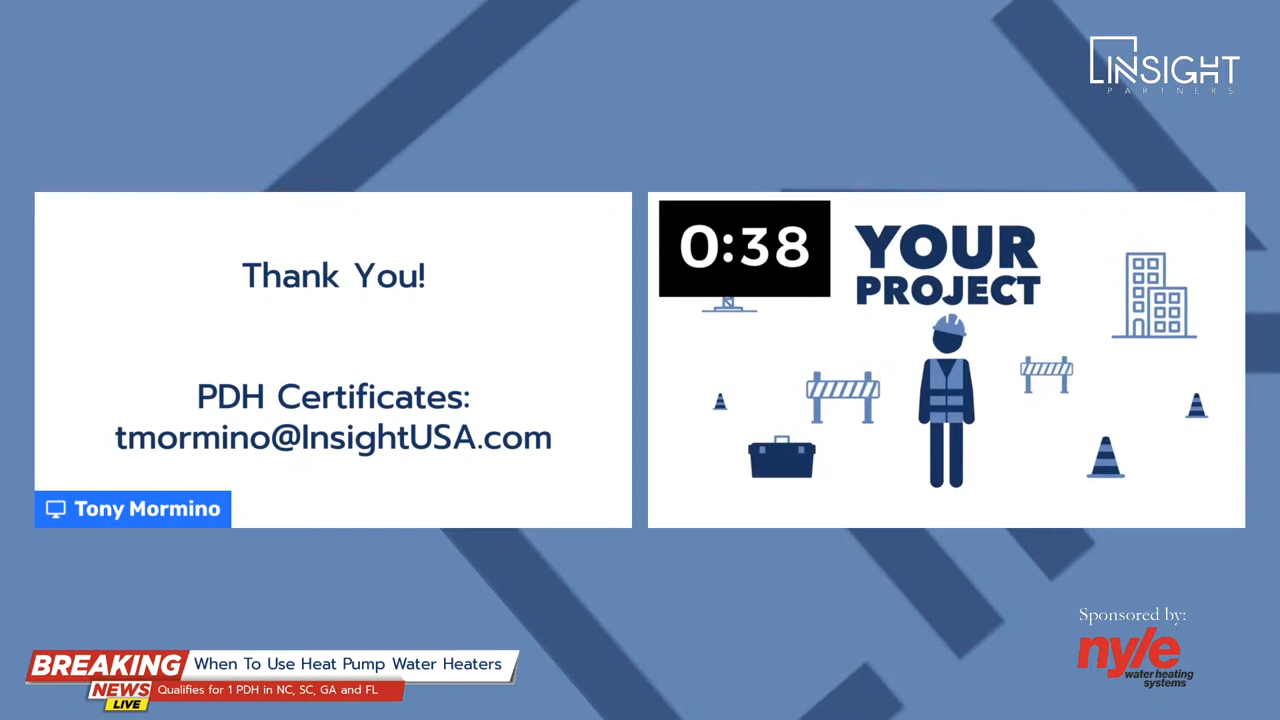 INSIGHT
PARTNERS
Thank You!
PDH Certificates:
tmormino@InsightUSA.com
Tony Mormino
0:38
YOUR
PROJECT
Sponsored by:
nyle
water heating
systems
BREAKING
NEWS
LIVE
When To Use Heat Pump Water Heaters
Qualifies for 1 PDH in NC, SC, GA and FL